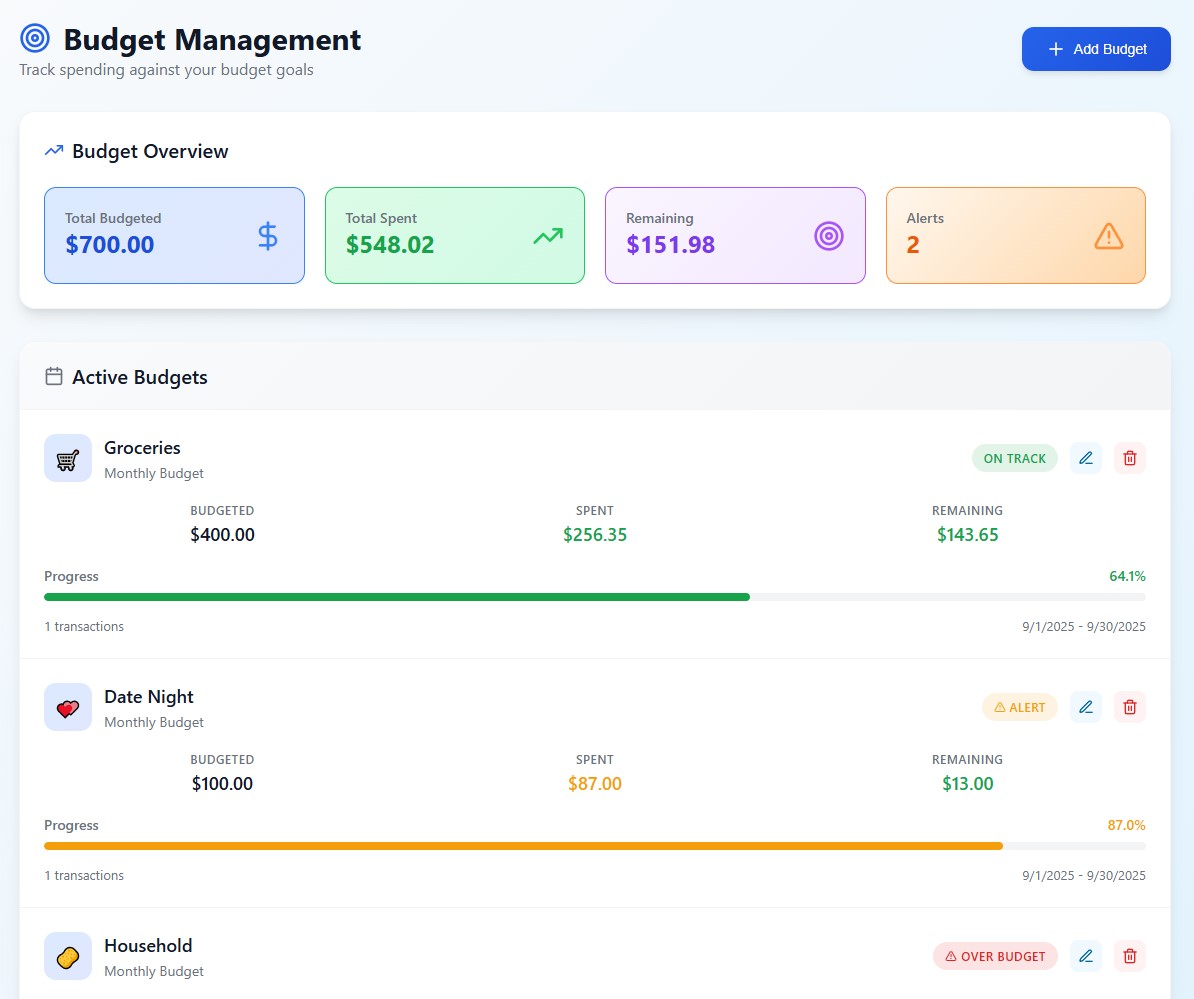 Budget Management
Track spending against your budget goals
Add Budget
Budget Overview
Total Budgeted
$700.00
Total Spent
$548.02
Remaining
$151.98
Alerts
2
Active Budgets
Groceries
Monthly Budget
ON TRACK
BUDGETED SPENT REMAINING
$400.00 $256.35 $143.65
Progress 64.1%
1 transactions 9/1/2025 - 9/30/2025
Date Night
Monthly Budget
ALERT
BUDGETED SPENT REMAINING
$100.00 $87.00 $13.00
Progress 87.0%
1 transactions 9/1/2025 - 9/30/2025
Household
Monthly Budget
OVER BUDGET